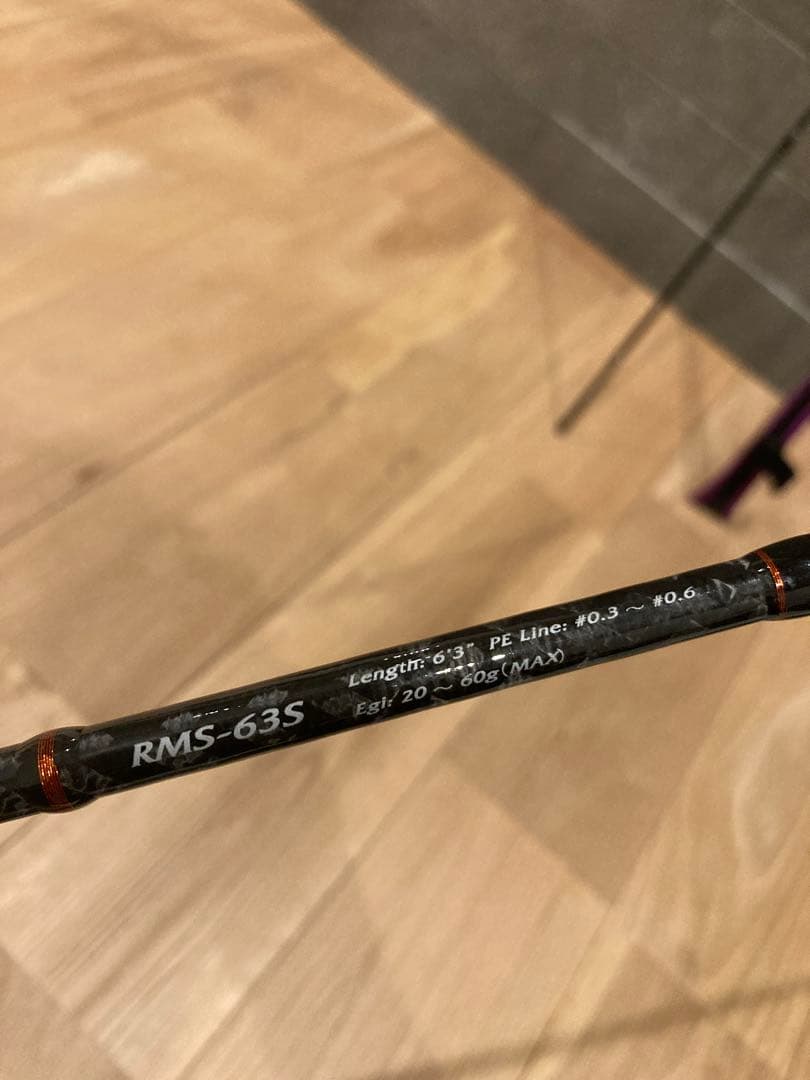 RMS-63S
Length: 6'3" PE Line: #0.3 ~ #0.6
Egi: 20 ~ 60g(MAX)